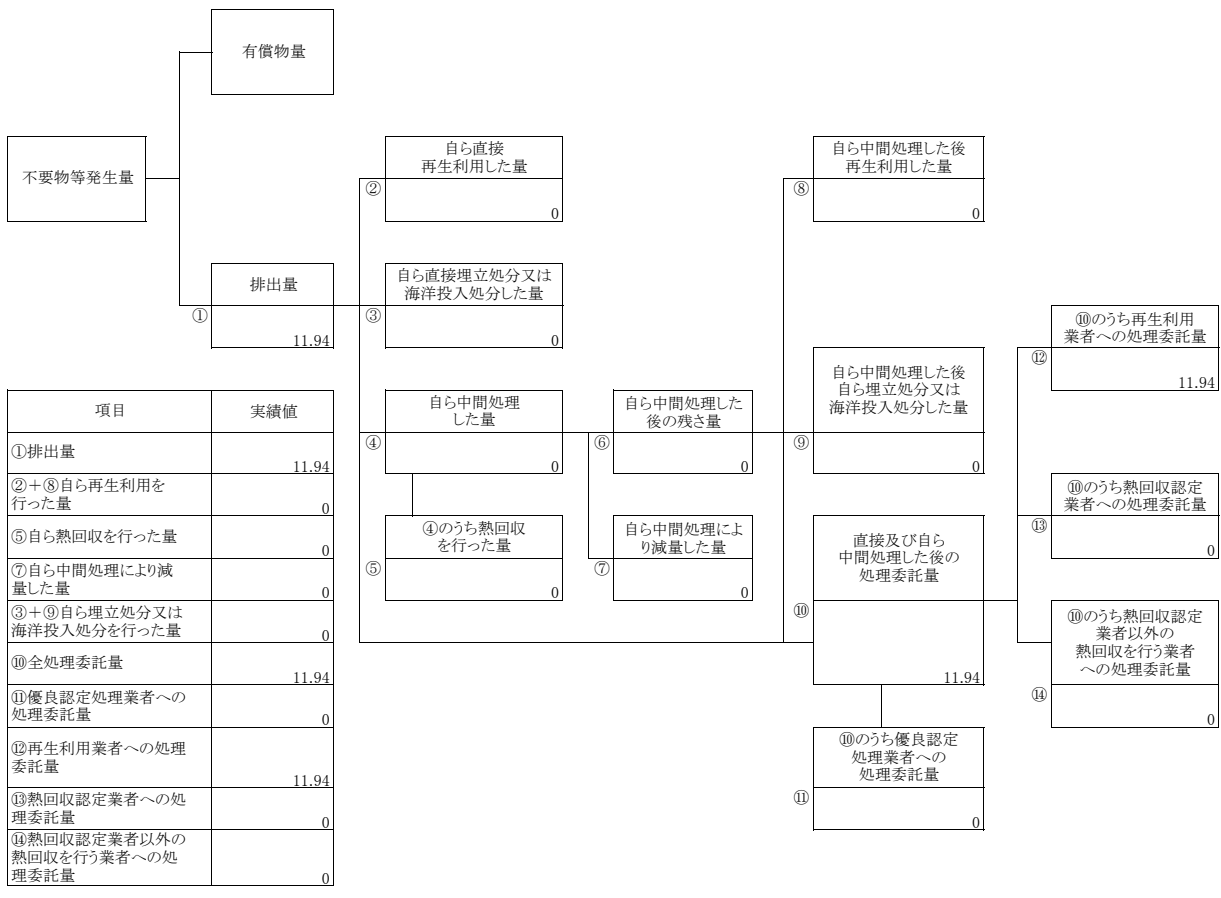 有償物量
不要物等発生量
排出量
①
11.94
自ら直接
再生利用した量
②
0
自ら直接埋立処分又は
海洋投入処分した量
③
0
自ら中間処理
した量
④
0
④のうち熱回収
を行った量
⑤
0
自ら中間処理した
後の残さ量
⑥
0
自ら中間処理によ
り減量した量
⑦
0
自ら中間処理した後
再生利用した量
⑧
0
自ら中間処理した後
自ら埋立処分又は
海洋投入処分した量
⑨
0
直接及び自ら
中間処理した後の
処理委託量
⑩
11.94
⑩のうち優良認定
処理業者への
処理委託量
⑪
0
⑩のうち再生利用
業者への処理委託量
⑫
11.94
⑩のうち熱回収認定
業者への処理委託量
⑬
0
⑩のうち熱回収認定
業者以外の
熱回収を行う業者
への処理委託量
⑭
0
項目 実績値
①排出量
11.94
②+⑧自ら再生利用を
行った量
0
⑤自ら熱回収を行った量
0
⑦自ら中間処理により減
量した量
0
③+⑨自ら埋立処分又は
海洋投入処分を行った量
0
⑩全処理委託量
11.94
⑪優良認定処理業者への
処理委託量
0
⑫再生利用業者への処理
委託量
11.94
⑬熱回収認定業者への処
理委託量
0
⑭熱回収認定業者以外の
熱回収を行う業者への処
理委託量
0